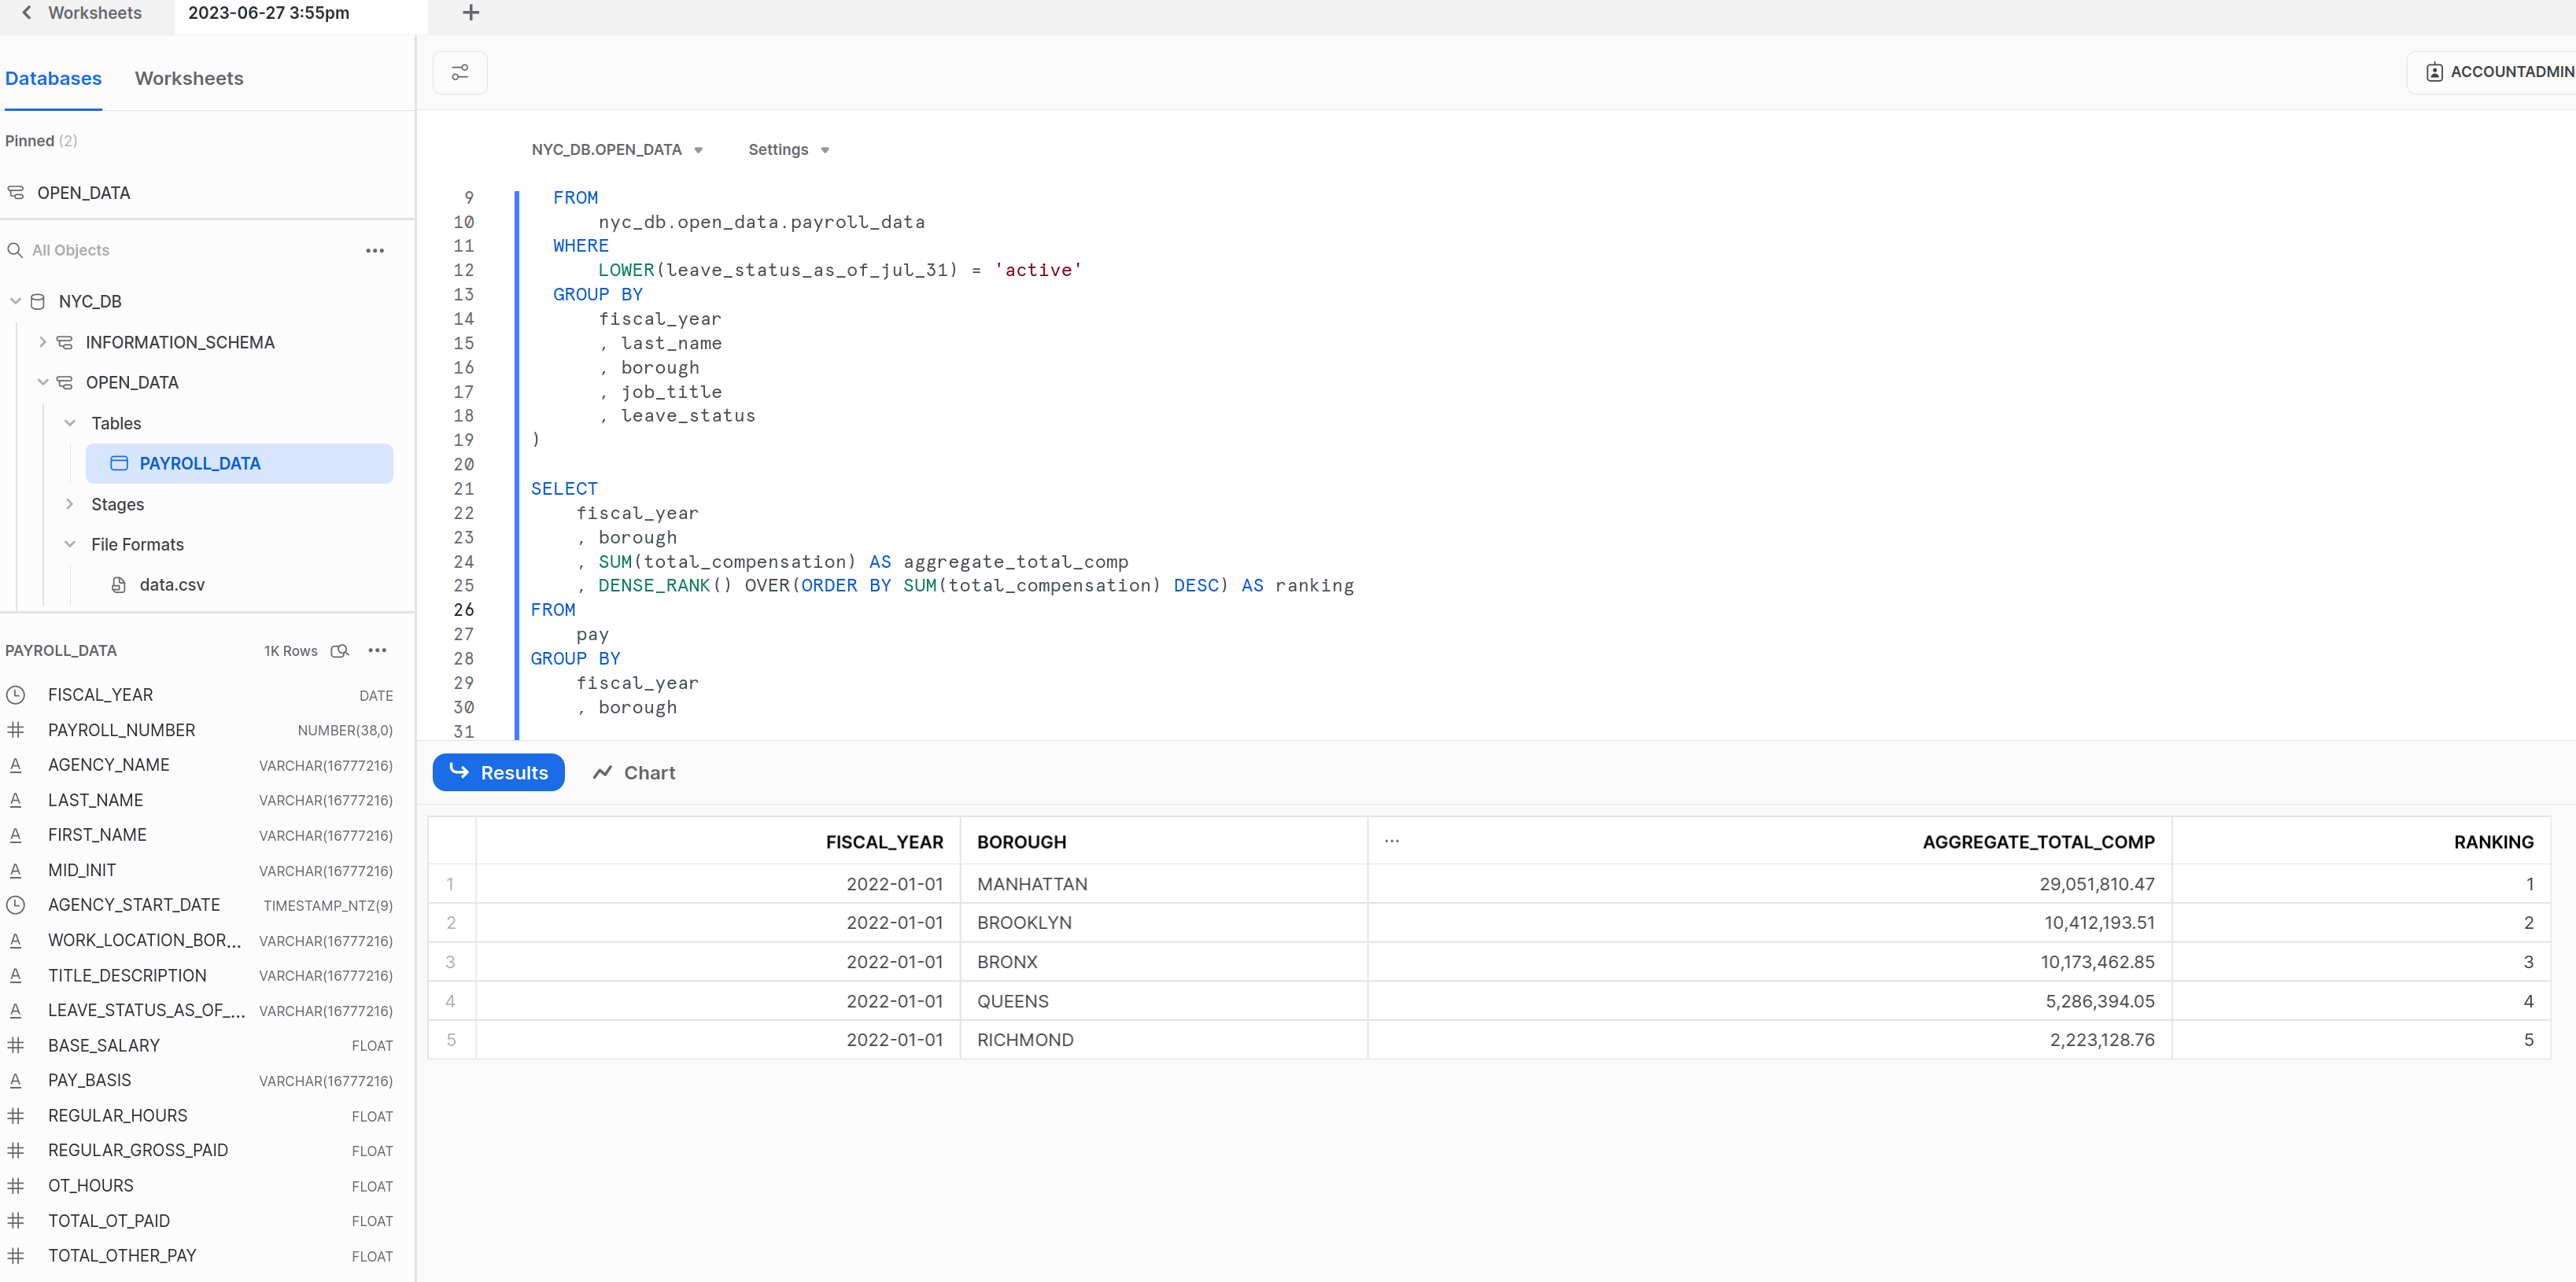 Worksheets
2023-06-27 3:55pm
+
Databases
Worksheets
Pinned (2)
OPEN_DATA
All Objects
...
NYC_DB
INFORMATION_SCHEMA
OPEN_DATA
Tables
PAYROLL_DATA
Stages
File Formats
data.csv
PAYROLL_DATA 1K Rows ...
FISCAL_YEAR DATE
PAYROLL_NUMBER NUMBER(38,0)
AGENCY_NAME VARCHAR(16777216)
LAST_NAME VARCHAR(16777216)
FIRST_NAME VARCHAR(16777216)
MID_INIT VARCHAR(16777216)
AGENCY_START_DATE TIMESTAMP_NTZ(9)
WORK_LOCATION_BOR... VARCHAR(16777216)
TITLE_DESCRIPTION VARCHAR(16777216)
LEAVE_STATUS_AS_OF_... VARCHAR(16777216)
BASE_SALARY FLOAT
PAY_BASIS VARCHAR(16777216)
REGULAR_HOURS FLOAT
REGULAR_GROSS_PAID FLOAT
OT_HOURS FLOAT
TOTAL_OT_PAID FLOAT
TOTAL_OTHER_PAY FLOAT
ACCOUNTADMIN
NYC_DB.OPEN_DATA Settings
9 FROM
10 nyc_db.open_data.payroll_data
11 WHERE
12 LOWER(leave_status_as_of_jul_31) = 'active'
13 GROUP BY
14 fiscal_year
15 , last_name
16 , borough
17 , job_title
18 , leave_status
19 )
20
21 SELECT
22 fiscal_year
23 , borough
24 , SUM(total_compensation) AS aggregate_total_comp
25 , DENSE_RANK() OVER(ORDER BY SUM(total_compensation) DESC) AS ranking
26 FROM
27 pay
28 GROUP BY
29 fiscal_year
30 , borough
31
Results Chart
FISCAL_YEAR BOROUGH ... AGGREGATE_TOTAL_COMP RANKING
1 2022-01-01 MANHATTAN 29,051,810.47 1
2 2022-01-01 BROOKLYN 10,412,193.51 2
3 2022-01-01 BRONX 10,173,462.85 3
4 2022-01-01 QUEENS 5,286,394.05 4
5 2022-01-01 RICHMOND 2,223,128.76 5